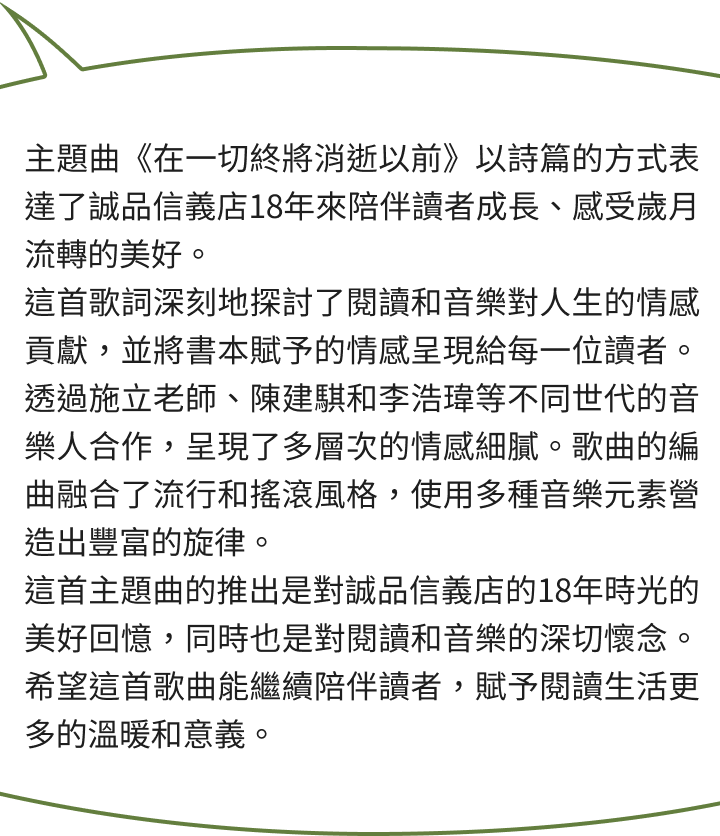 主題曲《在一切終將消逝以前》以詩篇的方式表
達了誠品信義店18年來陪伴讀者成長、感受歲月
流轉的美好。
這首歌詞深刻地探討了閱讀和音樂對人生的情感
貢獻，並將書本賦予的情感呈現給每一位讀者。
透過施立老師、陳建騏和李浩瑋等不同世代的音
樂人合作，呈現了多層次的情感細膩。歌曲的編
曲融合了流行和搖滾風格，使用多種音樂元素營
造出豐富的旋律。
這首主題曲的推出是對誠品信義店的18年時光的
美好回憶，同時也是對閱讀和音樂的深切懷念。
希望這首歌曲能繼續陪伴讀者，賦予閱讀生活更
多的溫暖和意義。